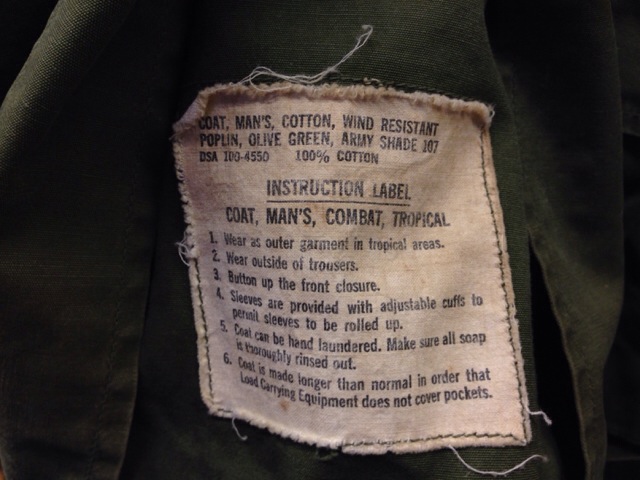 COAT, MAN'S, COTTON, WIND RESISTANT
POPLIN, OLIVE GREEN, ARMY SHADE 107
DSA 100-4550 100% COTTON
INSTRUCTION LABEL
COAT, MAN'S, COMBAT, TROPICAL
1. Wear as outer garment in tropical areas.
2. Wear outside of trousers.
3. Button up the front closure.
4. Sleeves are provided with adjustable cuffs to
permit sleeves to be rolled up.
5. Coat can be hand laundered. Make sure all soap
is thoroughly rinsed out.
6. Coat is made longer than normal in order that
Load Carrying Equipment does not cover pockets.